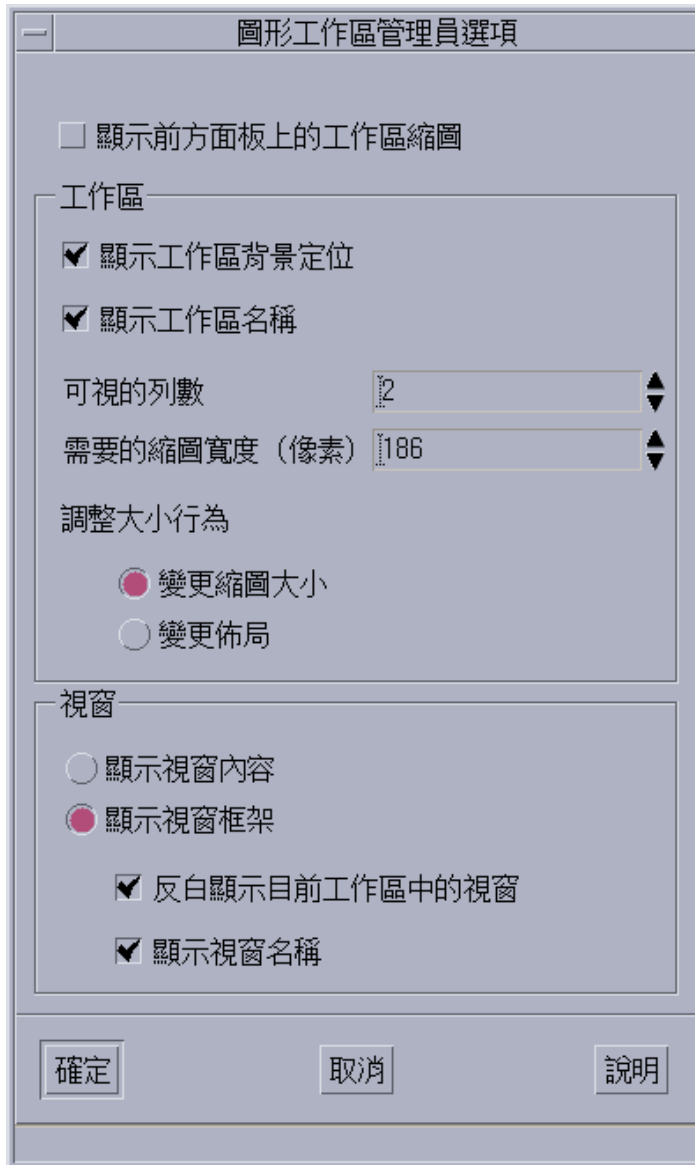 圖形工作區管理員選項
顯示前方面板上的工作區縮圖
工作區
顯示工作區背景定位
顯示工作區名稱
可視的列數 2
需要的縮圖寬度（像素） 186
調整大小行為
變更縮圖大小
變更佈局
視窗
顯示視窗內容
顯示視窗框架
反白顯示目前工作區中的視窗
顯示視窗名稱
確定 取消 說明